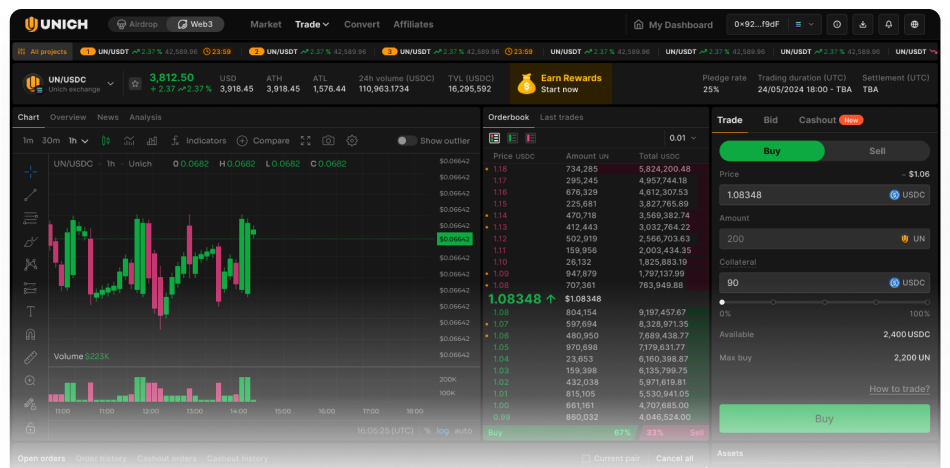 UNICH Airdrop Web3 Market Trade Convert Affiliates My Dashboard 0x92...f9dF
All projects 1 UN/USDT 2.37 % 42,589.96 23:59 2 UN/USDT 2.37 % 42,589.96 23:59 3 UN/USDT 2.37 % 42,589.96 23:59 UN/USDT 2.37 % 42,589.96 UN/USDT 2.37 % 42,589.96 UN/USDT 2.37 % 42,589.96 UN/USDT
UN/USDC
Unich exchange
3,812.50
+ 2.37 2.37 %
USD
3,918.45
ATH
3,918.45
ATL
1,576.44
24h volume (USDC)
110,963.1734
TVL (USDC)
16,295,592
Earn Rewards
Start now
Pledge rate
25%
Trading duration (UTC)
24/05/2024 18:00 - TBA
Settlement (UTC)
TBA
Chart Overview News Analysis
1m 30m 1h Indicators Compare Show outlier
UN/USDC · 1h · Unich O 0.0682 H 0.0682 L 0.0682 C 0.0682
$0.06642
$0.06642
$0.06642
$0.06642
$0.06642
$0.06642
$0.06642
$0.06642
$0.06642
$0.06642
$0.06642
$0.06642
$0.06642
Volume $223K
200K
100K
11:00 11:00 12:00 13:00 14:00 15:00 16:00 17:00 18:00
16:05:25 (UTC) % log auto
Orderbook Last trades
0.01
Price USDC Amount UN Total USDC
1.18 734,285 5,824,200.48
1.17 295,245 4,957,744.18
1.16 676,329 4,612,307.53
1.15 225,681 3,827,765.89
1.14 470,718 3,569,382.74
1.13 412,443 3,032,764.22
1.12 502,919 2,566,703.63
1.11 159,956 2,003,434.35
1.10 26,132 1,825,883.19
1.09 947,879 1,797,137.99
1.08 707,361 763,949.88
1.08348 $1.08348
1.08 804,154 9,197,457.67
1.07 597,694 8,328,971.35
1.06 480,950 7,689,438.77
1.05 970,698 7,179,631.77
1.04 23,653 6,160,398.87
1.03 159,398 6,135,799.75
1.02 432,038 5,971,619.81
1.01 815,105 5,530,941.05
1.00 661,161 4,707,685.00
0.99 860,032 4,046,524.00
Buy 67% 33% Sell
Trade Bid Cashout New
Buy Sell
Price ~ $1.06
1.08348 USDC
Amount
200 UN
Collateral
90 USDC
0% 100%
Available 2,400 USDC
Max buy 2,200 UN
How to trade?
Buy
Open orders Order history Cashout orders Cashout history Current pair Cancel all
Assets